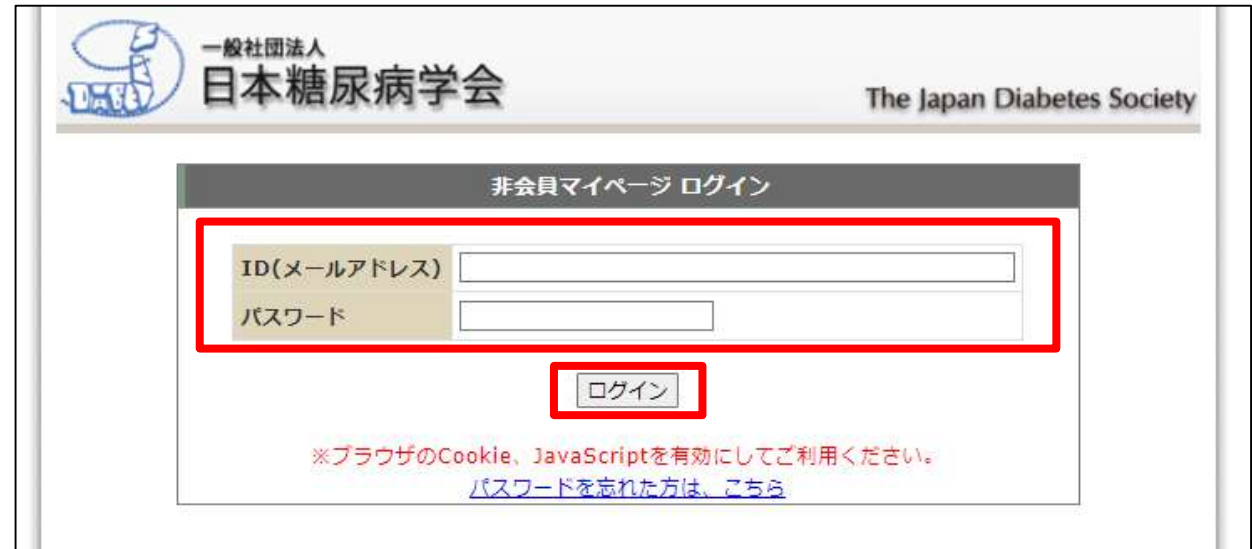 一般社団法人
日本糖尿病学会
The Japan Diabetes Society
非会員マイページ ログイン
ID(メールアドレス)
パスワード
ログイン
※ブラウザのCookie、JavaScriptを有効にしてご利用ください。
パスワードを忘れた方は、こちら